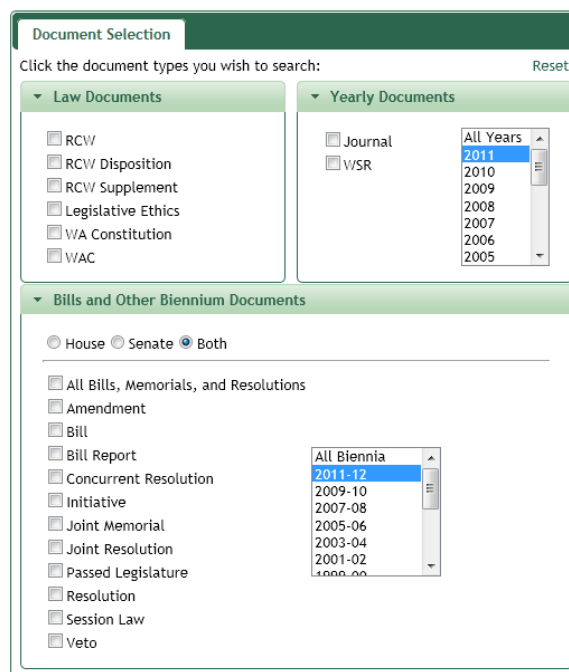 Document Selection
Click the document types you wish to search:
Reset
Law Documents
RCW
RCW Disposition
RCW Supplement
Legislative Ethics
WA Constitution
WAC
Yearly Documents
Journal
WSR
All Years
2011
2010
2009
2008
2007
2006
2005
Bills and Other Biennium Documents
House Senate Both
All Bills, Memorials, and Resolutions
Amendment
Bill
Bill Report
Concurrent Resolution
Initiative
Joint Memorial
Joint Resolution
Passed Legislature
Resolution
Session Law
Veto
All Biennia
2011-12
2009-10
2007-08
2005-06
2003-04
2001-02
1999-00